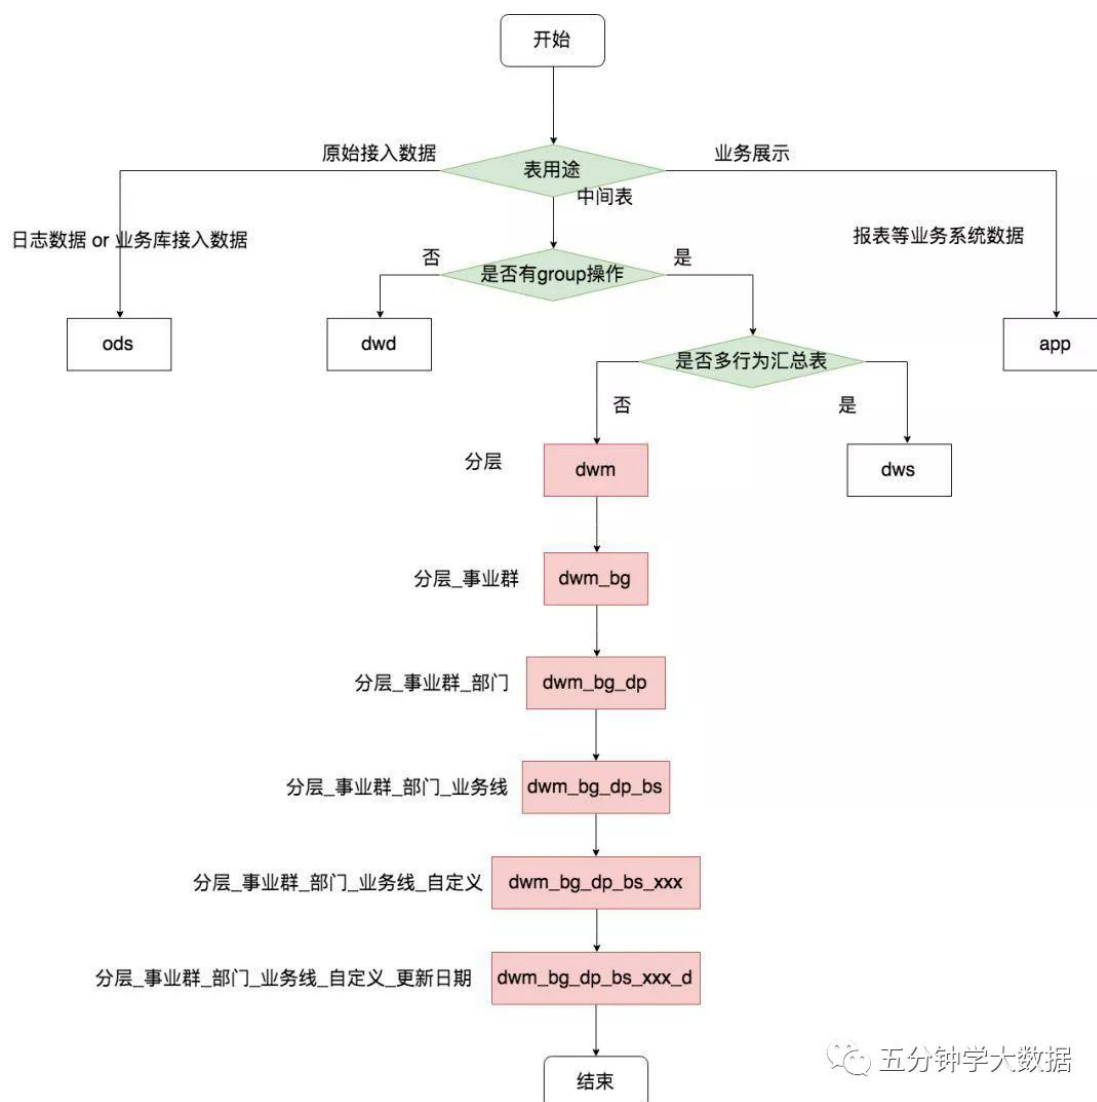 开始
原始接入数据
业务展示
表用途
中间表
日志数据 or 业务库接入数据
报表等业务系统数据
否
是否有group操作
是
ods
dwd
app
是否多行为汇总表
否
是
分层
dwm
dws
分层_事业群
dwm_bg
分层_事业群_部门
dwm_bg_dp
分层_事业群_部门_业务线
dwm_bg_dp_bs
分层_事业群_部门_业务线_自定义
dwm_bg_dp_bs_xxx
分层_事业群_部门_业务线_自定义_更新日期
dwm_bg_dp_bs_xxx_d
五分钟学大数据
结束